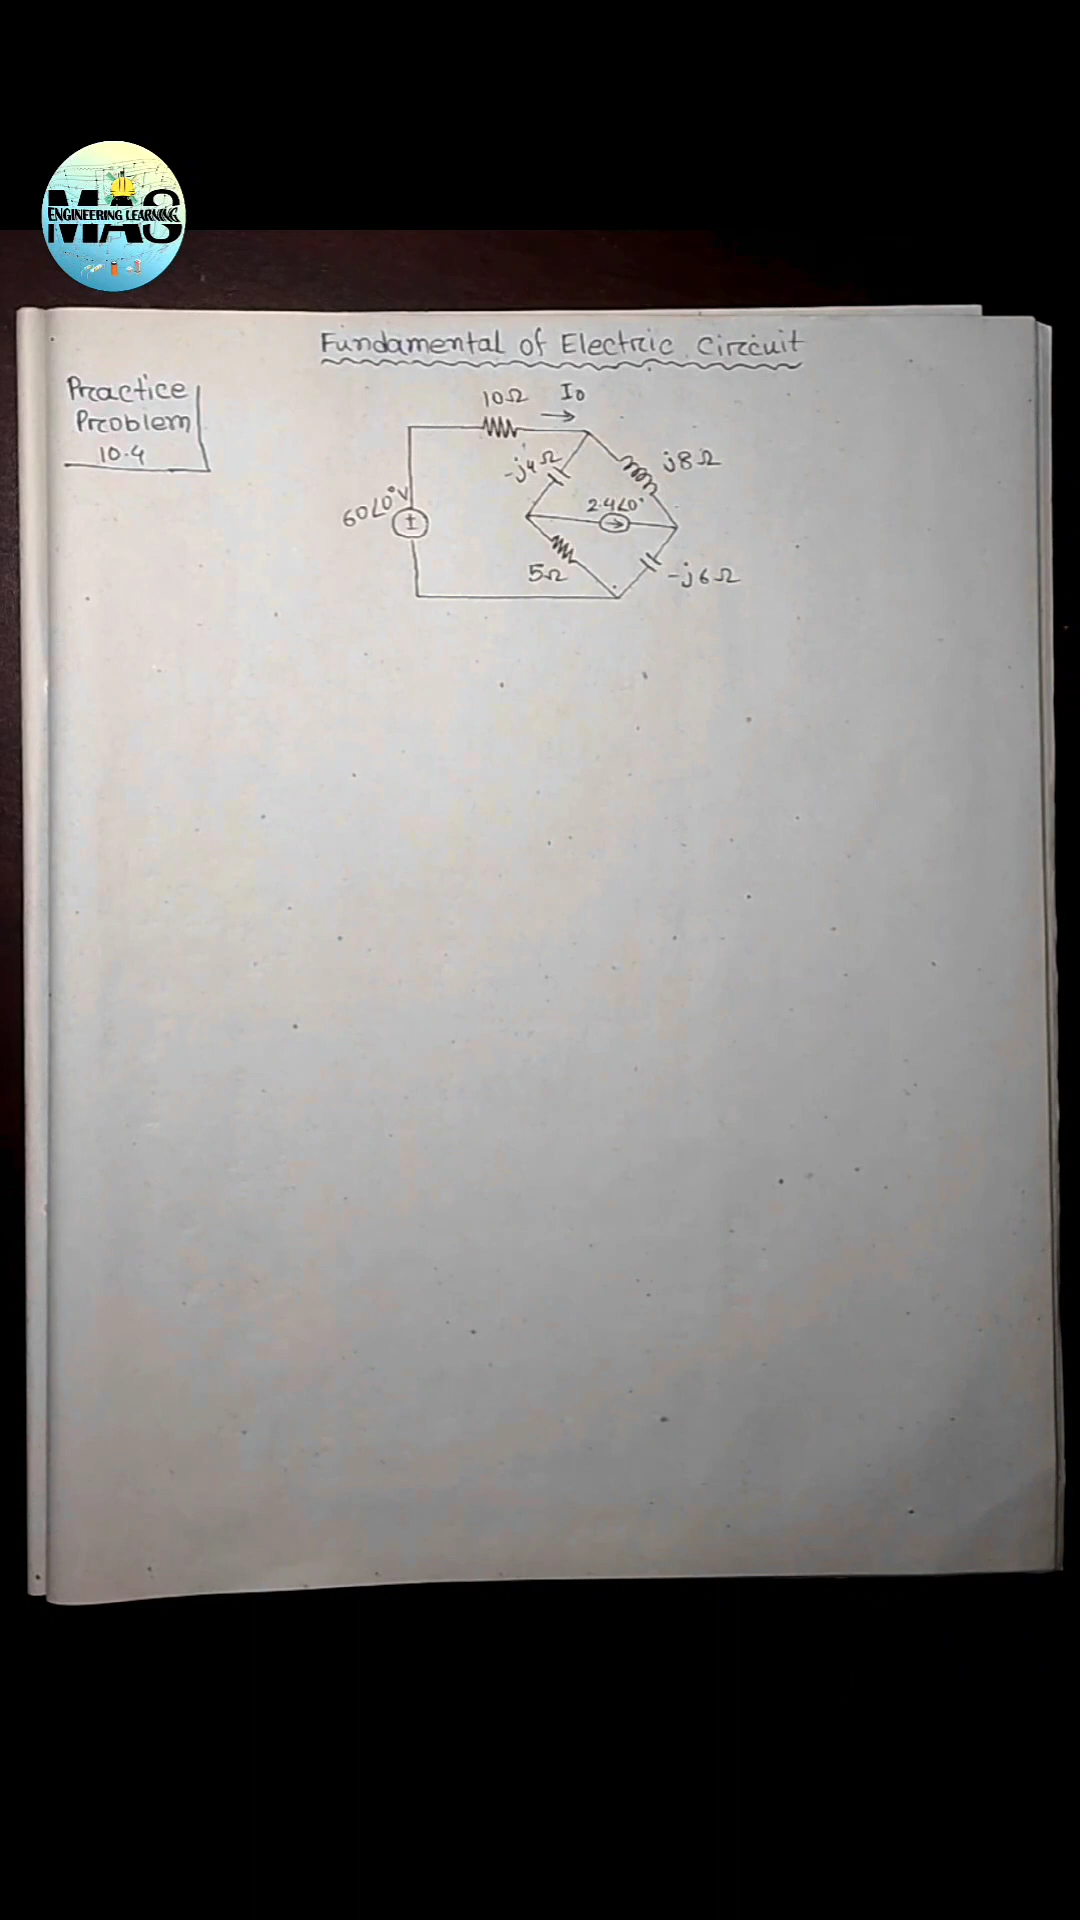 MAS
ENGINEERING LEARNING
Fundamental of Electric Circuit
Practice
Problem
10.4
10Ω
I0
-j4Ω
j8Ω
60∠0°V
2.4∠0°
5Ω
-j6Ω